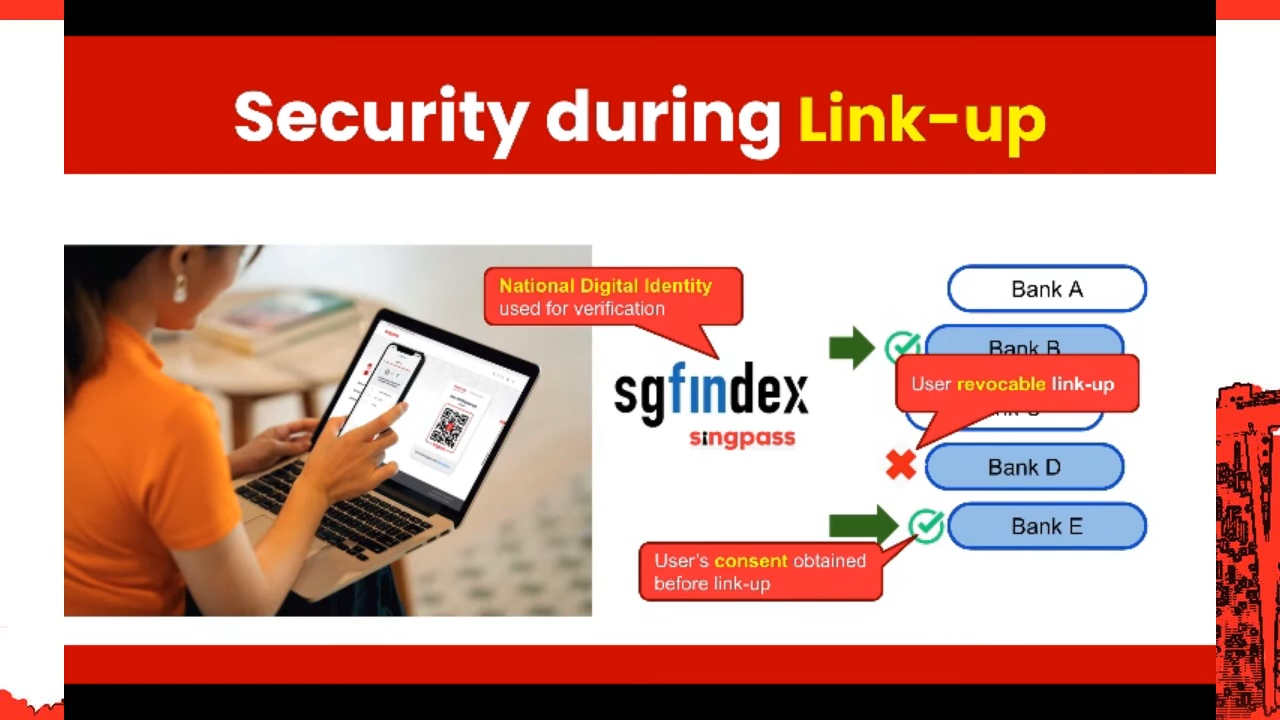 Security during Link-up
National Digital Identity
used for verification
sgfindex
singpass
Bank A
Bank B
User revocable link-up
Bank D
Bank E
User's consent obtained
before link-up